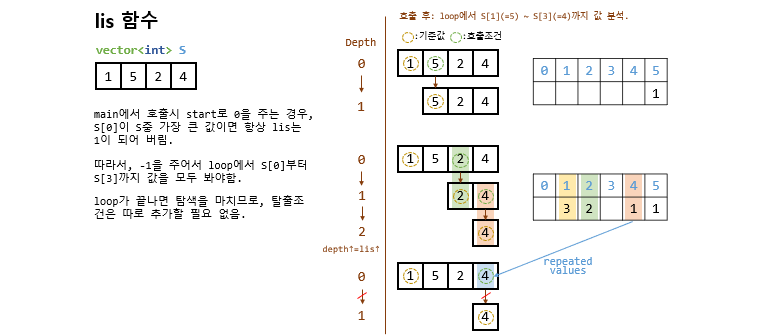 lis 함수
vector<int> S
1 5 2 4
main에서 호출시 start로 0을 주는 경우,
S[0]이 S중 가장 큰 값이면 항상 lis는
1이 되어 버림.
따라서, -1을 주어서 loop에서 S[0]부터
S[3]까지 값을 모두 봐야함.
loop가 끝나면 탐색을 마치므로, 탈출조
건은 따로 추가할 필요 없음.
Depth
0
1
0
1
2
depth↑=lis↑
0
1
호출 후: loop에서 S[1](=5) ~ S[3](=4)까지 값 분석.
:기준값 :호출조건
1 5 2 4
5 2 4
0 1 2 3 4 5
1
1 5 2 4
2 4
4
0 1 2 3 4 5
3 2 1 1
1 5 2 4
4
repeated
values